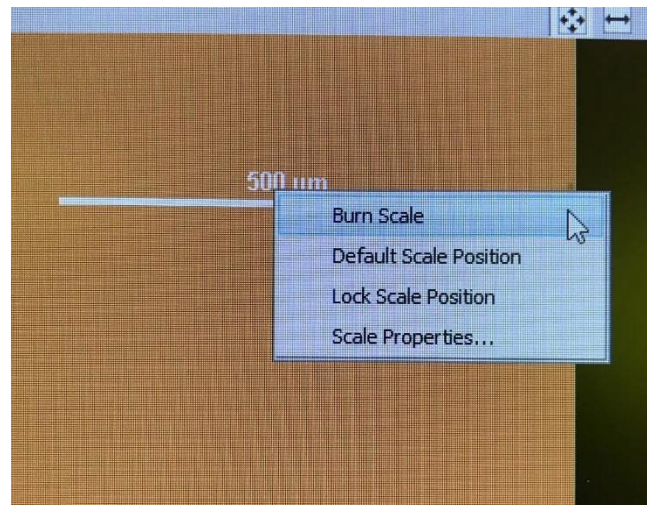 500 um
Burn Scale
Default Scale Position
Lock Scale Position
Scale Properties...